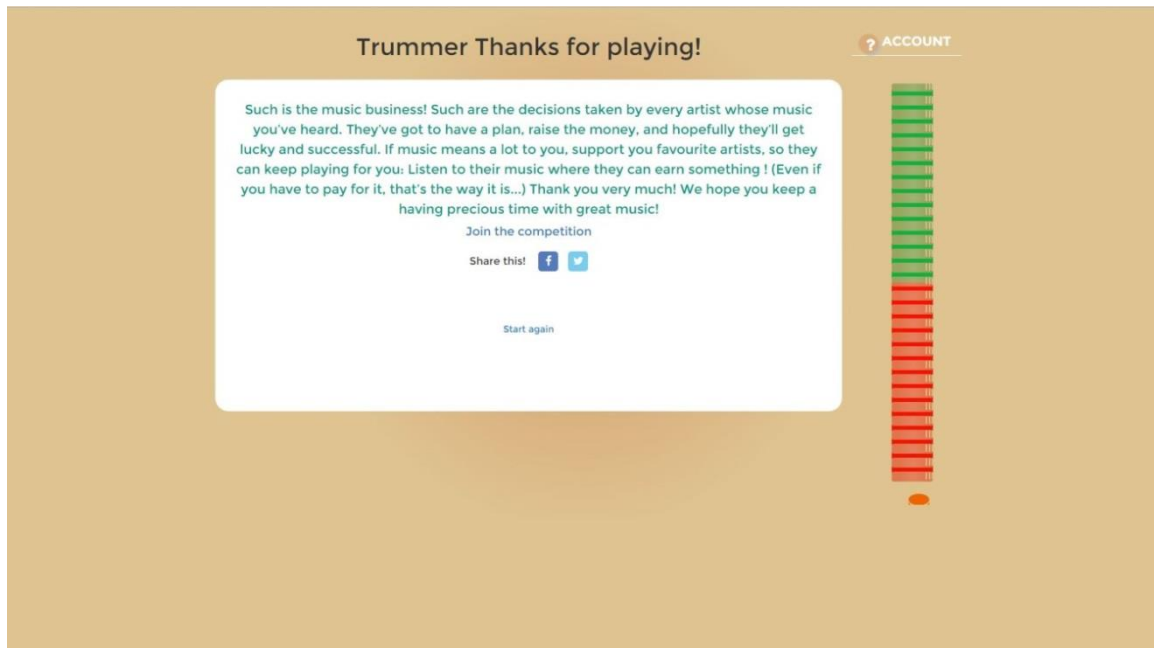 Trummer Thanks for playing!
? ACCOUNT
Such is the music business! Such are the decisions taken by every artist whose music
you've heard. They've got to have a plan, raise the money, and hopefully they'll get
lucky and successful. If music means a lot to you, support you favourite artists, so they
can keep playing for you: Listen to their music where they can earn something ! (Even if
you have to pay for it, that's the way it is...) Thank you very much! We hope you keep a
having precious time with great music!
Join the competition
Share this!
Start again